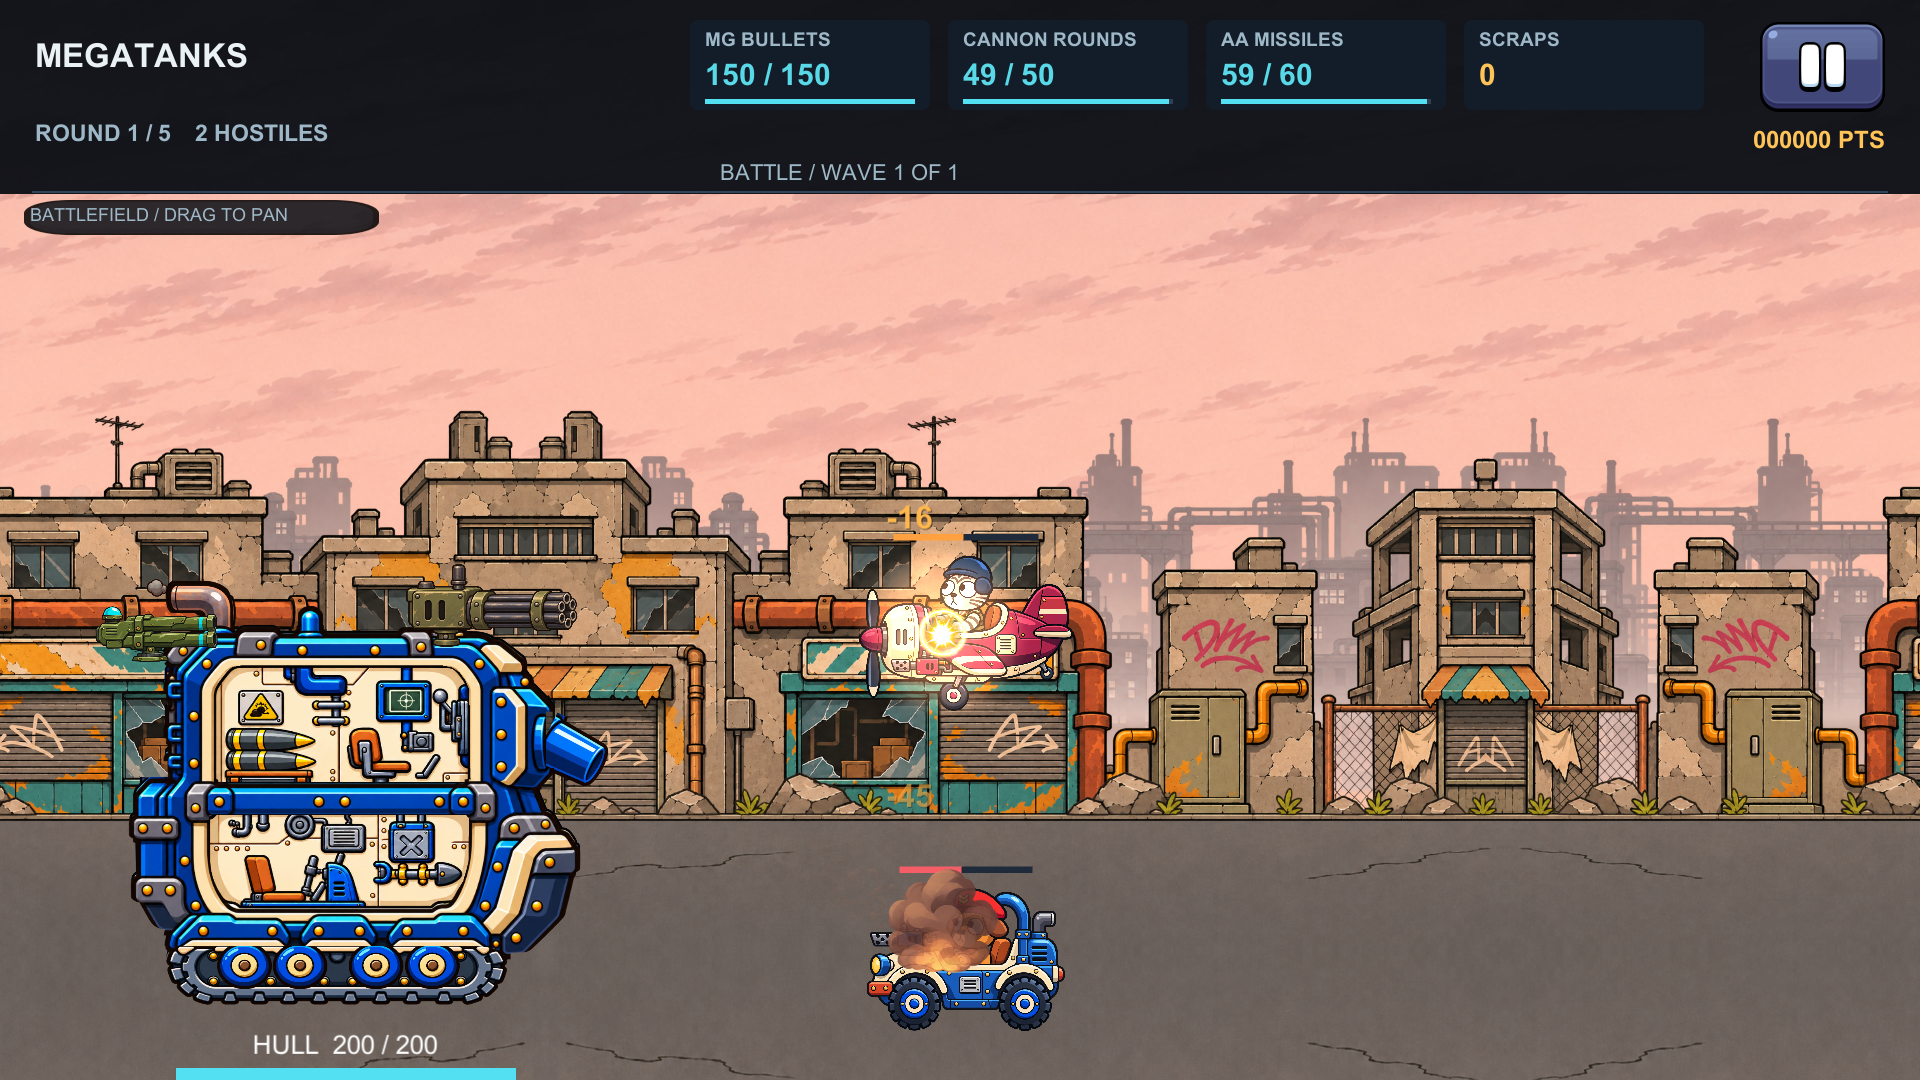 MEGATANKS
MG BULLETS
150 / 150
CANNON ROUNDS
49 / 50
AA MISSILES
59 / 60
SCRAPS
0
ROUND 1 / 5 2 HOSTILES
000000 PTS
BATTLE / WAVE 1 OF 1
BATTLEFIELD / DRAG TO PAN
-16
-45
HULL 200 / 200